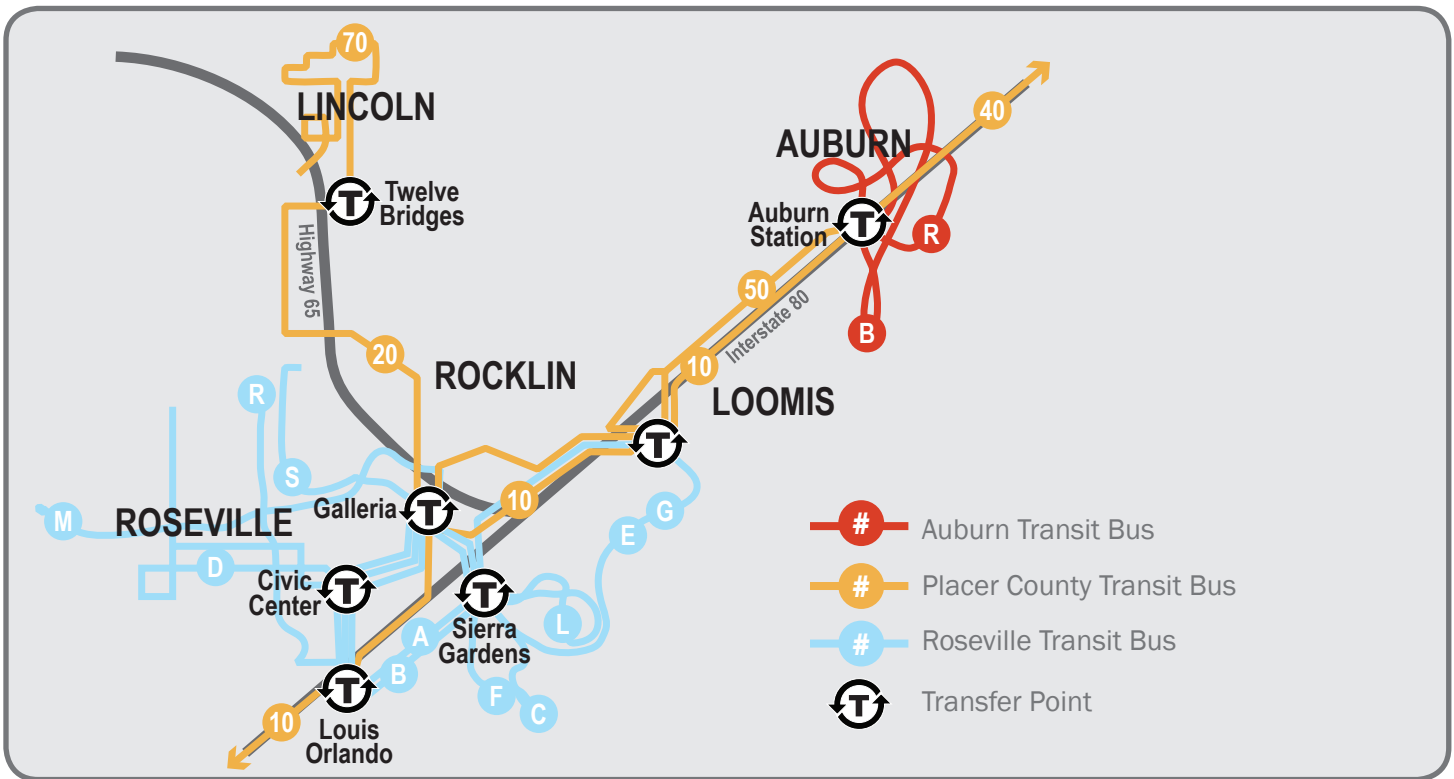 70
LINCOLN
40
AUBURN
Twelve
Bridges
T
Auburn
Station
T
R
Highway 65
50
Interstate 80
B
20
10
ROCKLIN
LOOMIS
R
T
S
10
Galleria
T
G
M
ROSEVILLE
E
D
Civic
Center
T
T
Sierra
Gardens
L
A
B
F
C
T
Louis
Orlando
10
# Auburn Transit Bus
# Placer County Transit Bus
# Roseville Transit Bus
T Transfer Point